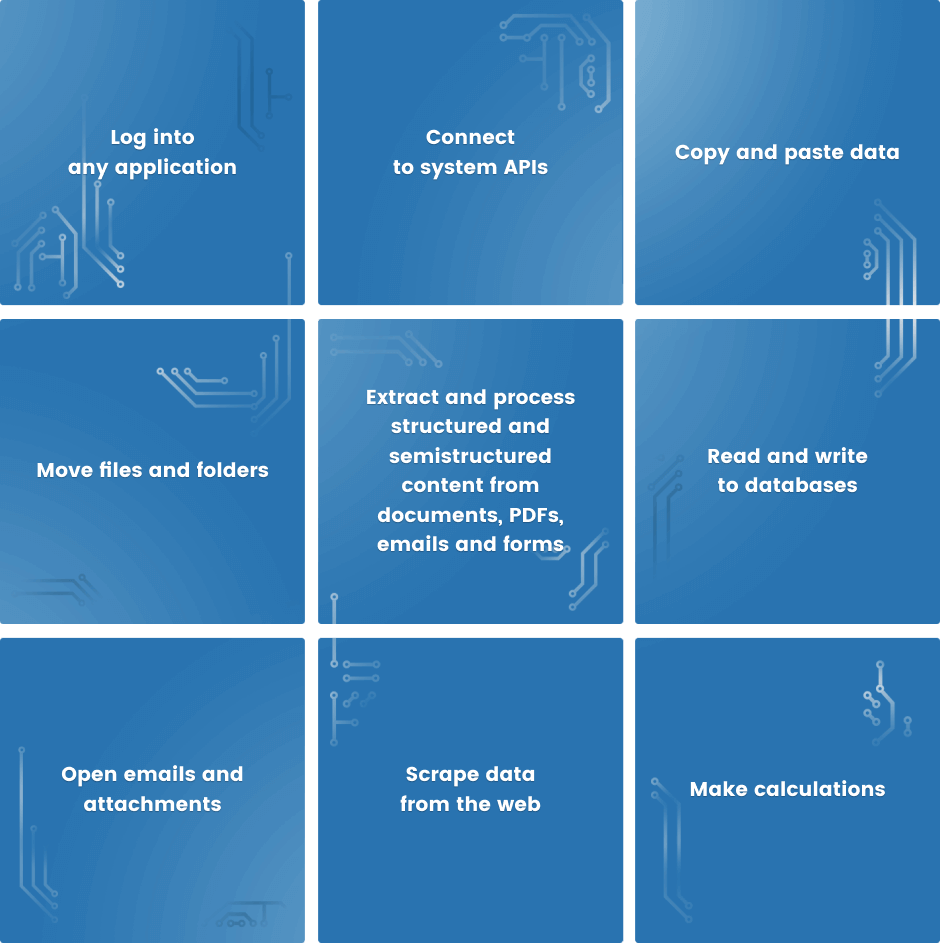 Log into
any application
Connect
to system APIs
Copy and paste data
Move files and folders
Extract and process
structured and
semistructured
content from
documents, PDFs,
emails and forms
Read and write
to databases
Open emails and
attachments
Scrape data
from the web
Make calculations